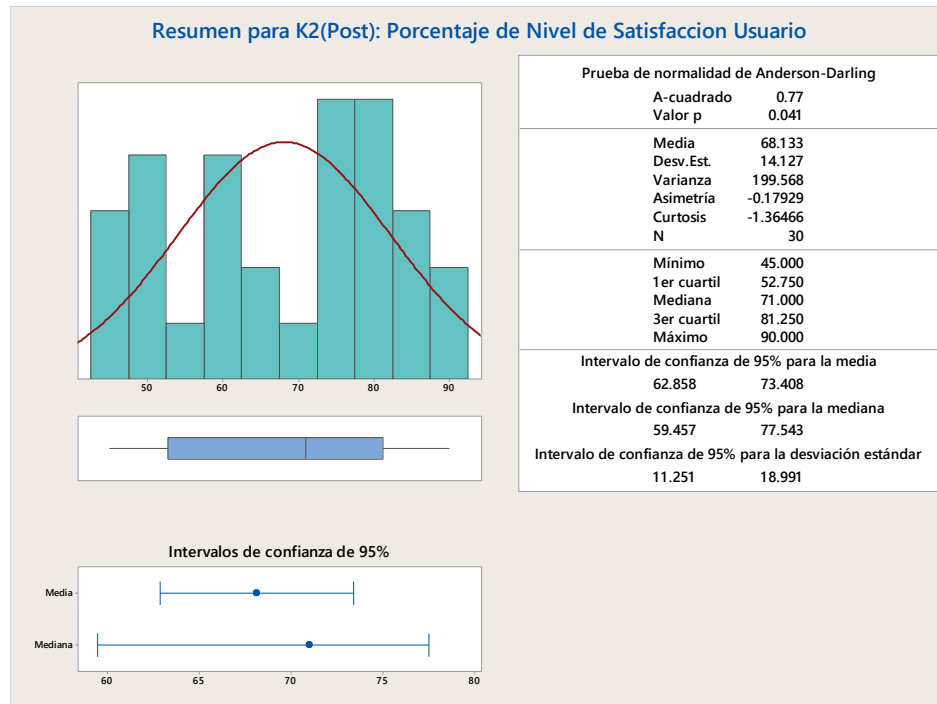 Resumen para K2(Post): Porcentaje de Nivel de Satisfaccion Usuario
50 60 70 80 90
Intervalos de confianza de 95%
Media
Mediana
60 65 70 75 80
Prueba de normalidad de Anderson-Darling
A-cuadrado 0.77
Valor p 0.041
Media 68.133
Desv.Est. 14.127
Varianza 199.568
Asimetría -0.17929
Curtosis -1.36466
N 30
Mínimo 45.000
1er cuartil 52.750
Mediana 71.000
3er cuartil 81.250
Máximo 90.000
Intervalo de confianza de 95% para la media
62.858 73.408
Intervalo de confianza de 95% para la mediana
59.457 77.543
Intervalo de confianza de 95% para la desviación estándar
11.251 18.991